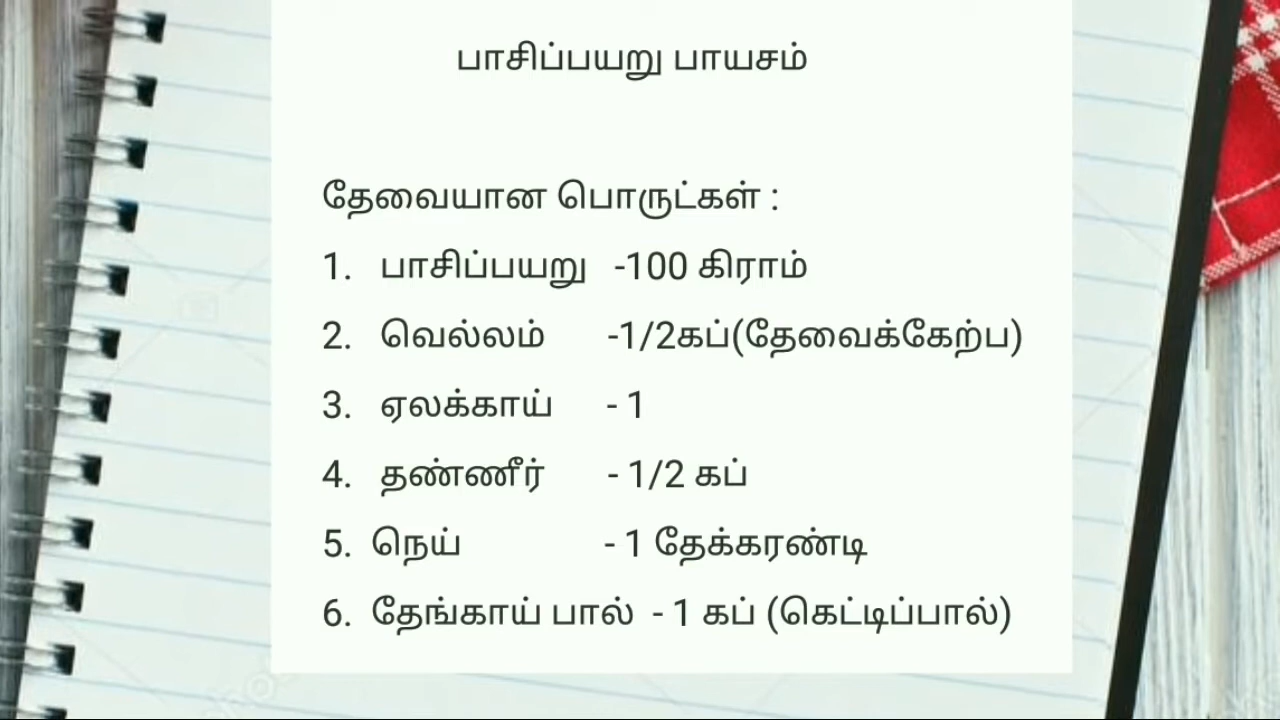 பாசிப்பயறு பாயசம்
தேவையான பொருட்கள் :
1. பாசிப்பயறு -100 கிராம்
2. வெல்லம் -1/2கப்(தேவைக்கேற்ப)
3. ஏலக்காய் - 1
4. தண்ணீர் - 1/2 கப்
5. நெய் - 1 தேக்கரண்டி
6. தேங்காய் பால் - 1 கப் (கெட்டிப்பால்)